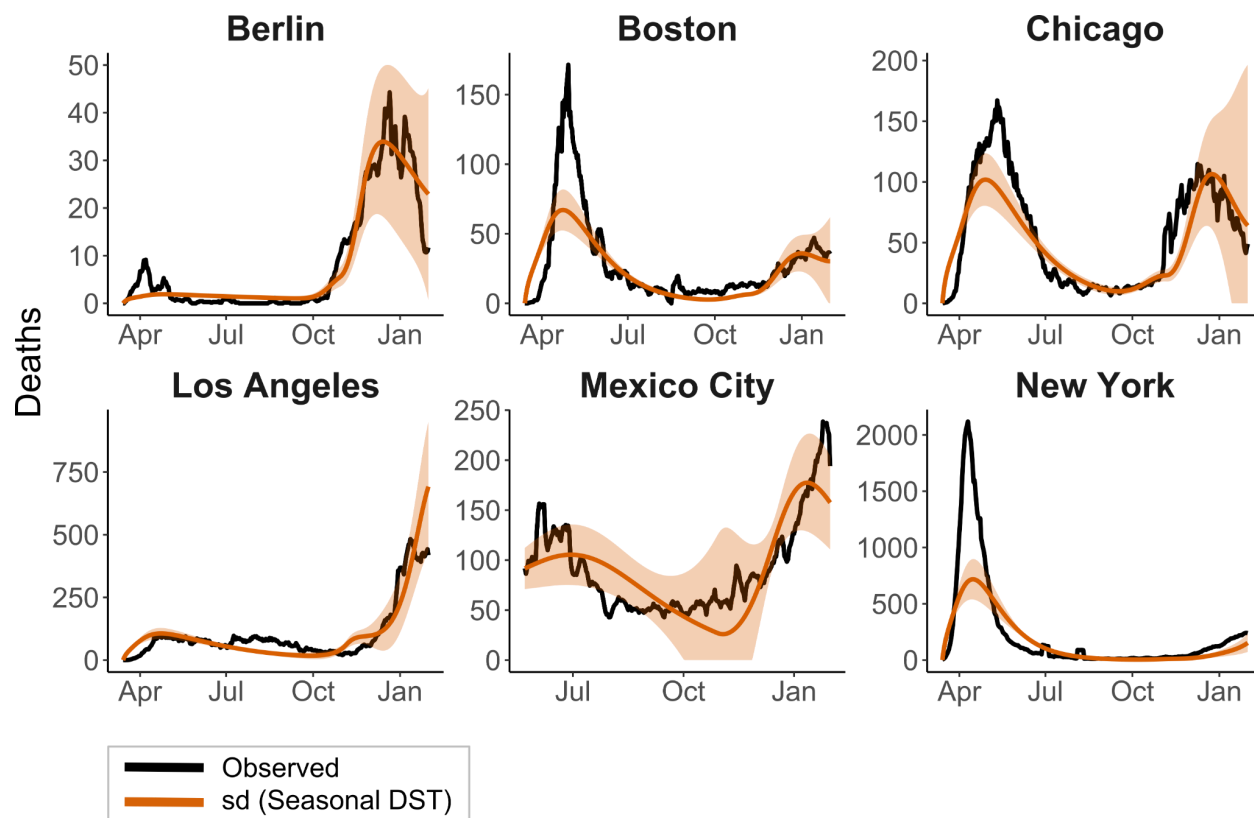 Berlin Boston Chicago
50 40 30 20 10 0
150 100 50 0
200 150 100 50 0
Apr Jul Oct Jan Apr Jul Oct Jan Apr Jul Oct Jan
Deaths
Los Angeles Mexico City New York
750 500 250 0
250 200 150 100 50 0
2000 1500 1000 500 0
Apr Jul Oct Jan Jul Oct Jan Apr Jul Oct Jan
Observed
sd (Seasonal DST)